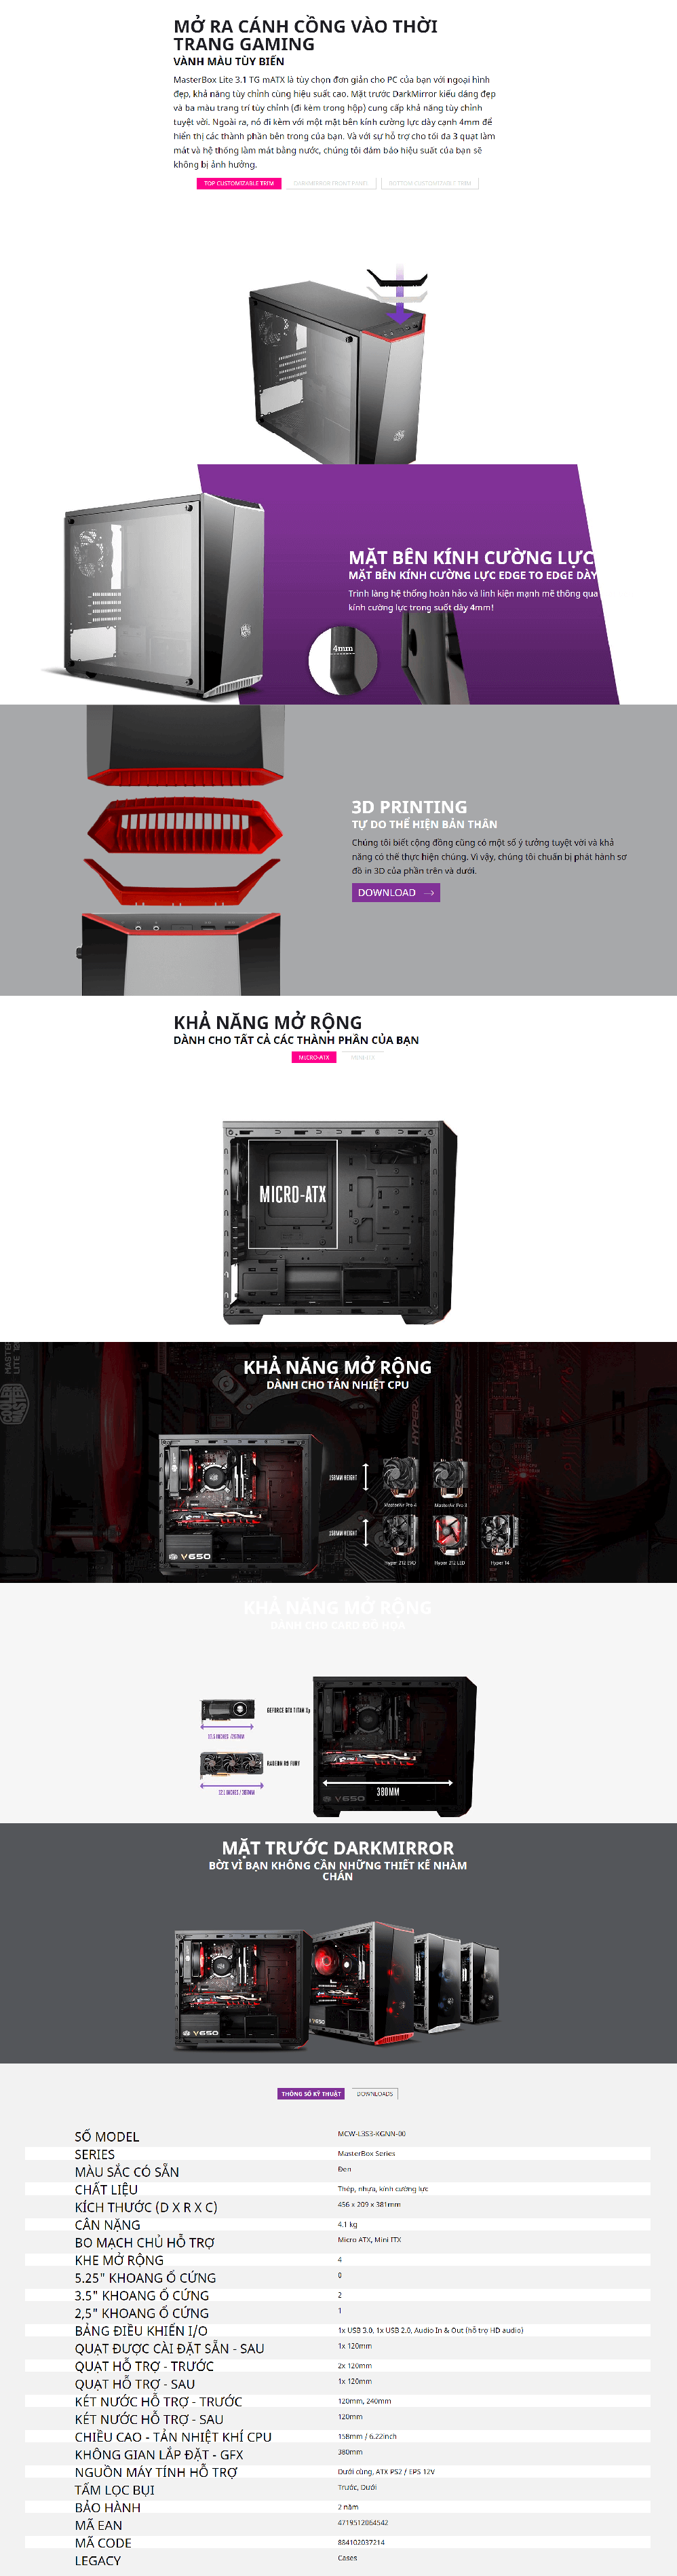 MỞ RA CÁNH CỔNG VÀO THỜI
TRANG GAMING
VÀNH MÀU TÙY BIẾN
MasterBox Lite 3.1 TG mATX là tùy chọn đơn giản cho PC của bạn với ngoại hình
đẹp, khả năng tùy chỉnh cùng hiệu suất cao. Mặt trước DarkMirror kiểu dáng đẹp
và ba màu trang trí tùy chỉnh (đi kèm trong hộp) cung cấp khả năng tùy chỉnh
tuyệt vời. Ngoài ra, nó đi kèm với một mặt bên kính cường lực dày cạnh 4mm để
hiển thị các thành phần bên trong của bạn. Và với sự hỗ trợ cho tối đa 3 quạt làm
mát và hệ thống làm mát bằng nước, chúng tôi đảm bảo hiệu suất của bạn sẽ
không bị ảnh hưởng.
TOP CUSTOMIZABLE TRIM
DARKMIRROR FRONT PANEL
BOTTOM CUSTOMIZABLE TRIM
MẶT BÊN KÍNH CƯỜNG LỰC
MẶT BÊN KÍNH CƯỜNG LỰC EDGE TO EDGE DÀY
Trình làng hệ thống hoàn hảo và linh kiện mạnh mẽ thông qua
kính cường lực trong suốt dày 4mm!
4mm
3D PRINTING
TỰ DO THỂ HIỆN BẢN THÂN
Chúng tôi biết cộng đồng cũng có một số ý tưởng tuyệt vời và khả
năng có thể thực hiện chúng. Vì vậy, chúng tôi chuẩn bị phát hành sơ
đồ in 3D của phần trên và dưới.
DOWNLOAD →
KHẢ NĂNG MỞ RỘNG
DÀNH CHO TẤT CẢ CÁC THÀNH PHẦN CỦA BẠN
MICRO-ATX
MINI-ITX
MICRO-ATX
KHẢ NĂNG MỞ RỘNG
DÀNH CHO TẢN NHIỆT CPU
158MM HEIGHT
MasterAir Pro 4
MasterAir Pro 3
158MM HEIGHT
Hyper 212 EVO
Hyper 212 LED
Hyper T4
V650
KHẢ NĂNG MỞ RỘNG
DÀNH CHO CARD ĐỒ HỌA
GEFORCE GTX TITAN Xp
RADEON R9 FURY
V650
380MM
MẶT TRƯỚC DARKMIRROR
BỞI VÌ BẠN KHÔNG CẦN NHỮNG THIẾT KẾ NHÀM
CHÁN
V650
V650
THÔNG SỐ KỸ THUẬT
DOWNLOADS
SỐ MODEL MCW-L3S3-KGNN-00
SERIES MasterBox Series
MÀU SẮC CÓ SẴN Đen
CHẤT LIỆU Thép, nhựa, kính cường lực
KÍCH THƯỚC (D X R X C) 456 x 209 x 381mm
CÂN NẶNG 4.1 kg
BO MẠCH CHỦ HỖ TRỢ Micro ATX, Mini ITX
KHE MỞ RỘNG 4
5.25" KHOANG Ổ CỨNG 0
3.5" KHOANG Ổ CỨNG 2
2,5" KHOANG Ổ CỨNG 1
BẢNG ĐIỀU KHIỂN I/O 1x USB 3.0, 1x USB 2.0, Audio In & Out (hỗ trợ HD audio)
QUẠT ĐƯỢC CÀI ĐẶT SẴN - SAU 1x 120mm
QUẠT HỖ TRỢ - TRƯỚC 2x 120mm
QUẠT HỖ TRỢ - SAU 1x 120mm
KÉT NƯỚC HỖ TRỢ - TRƯỚC 120mm, 240mm
KÉT NƯỚC HỖ TRỢ - SAU 120mm
CHIỀU CAO - TẢN NHIỆT KHÍ CPU 158mm / 6.22inch
KHÔNG GIAN LẮP ĐẶT - GFX 380mm
NGUỒN MÁY TÍNH HỖ TRỢ Dưới cùng, ATX PS2 / EPS 12V
TẤM LỌC BỤI Trước, Dưới
BẢO HÀNH 2 năm
MÃ EAN 4719512064542
MÃ CODE 884102037214
LEGACY Cases